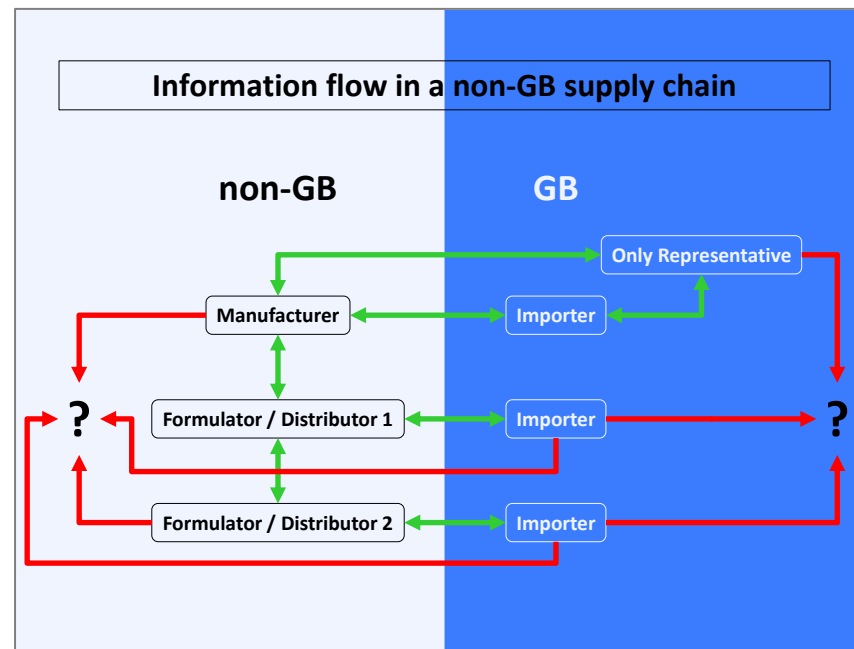 Information flow in a non-GB supply chain
non-GB
GB
Only Representative
Manufacturer
Importer
?
Formulator / Distributor 1
Importer
?
Formulator / Distributor 2
Importer